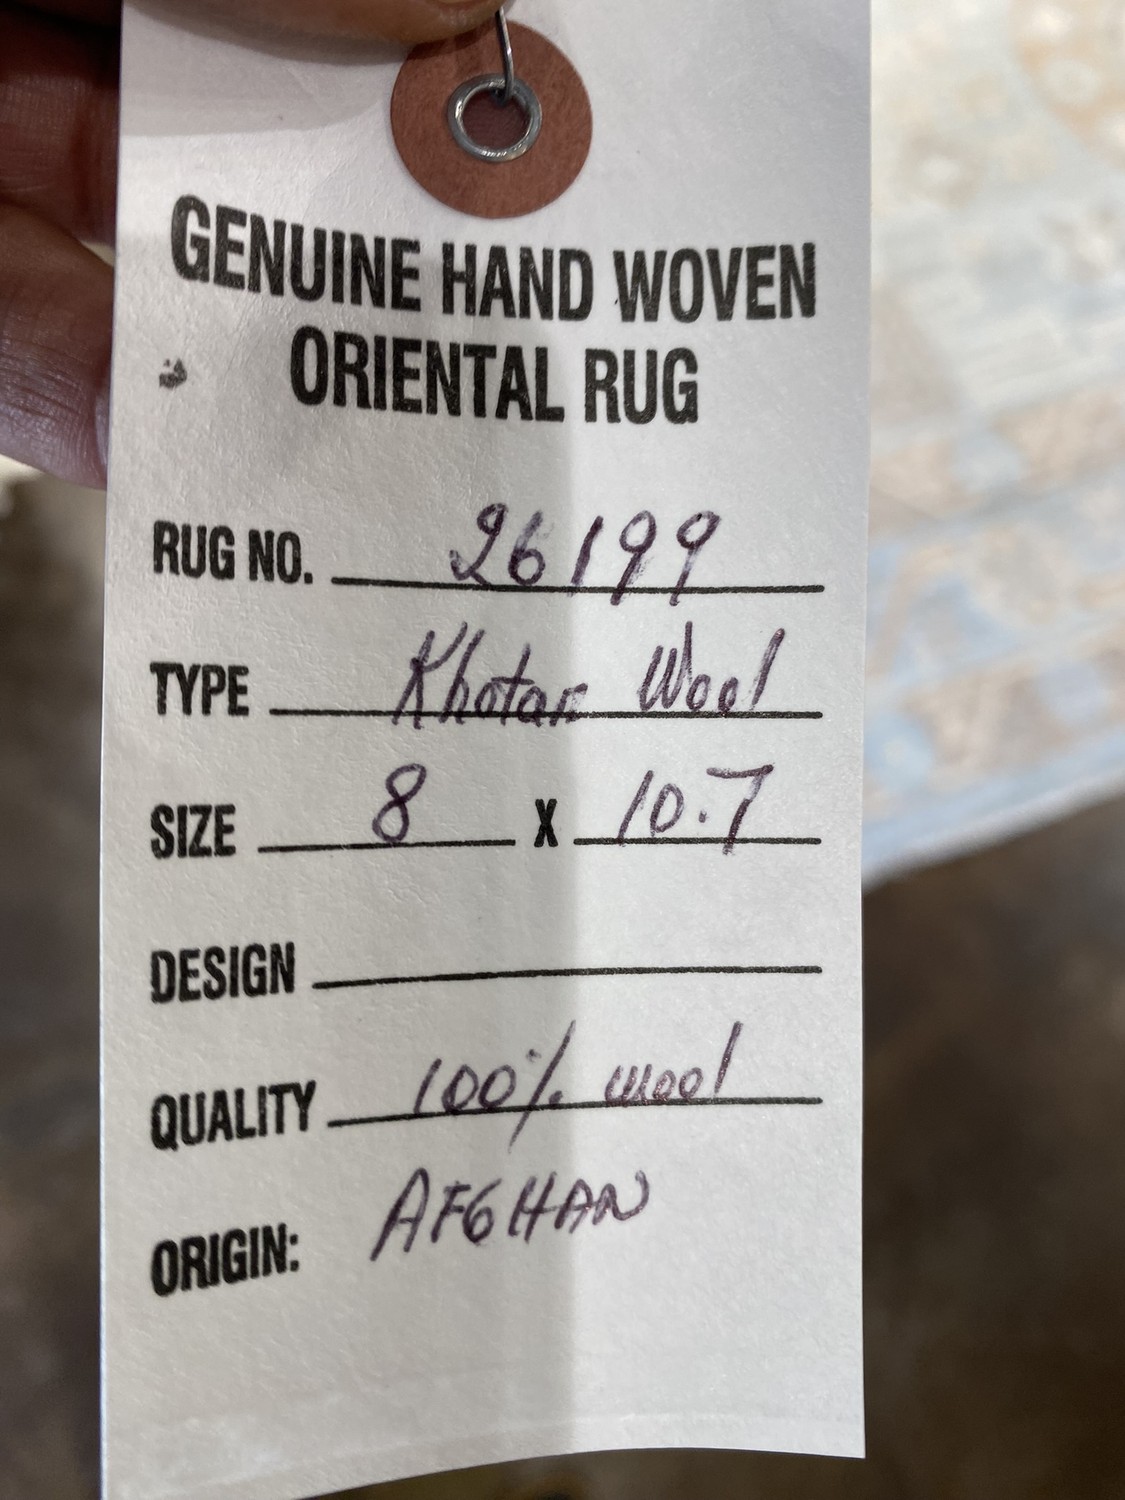 GENUINE HAND WOVEN
ORIENTAL RUG
RUG NO. 26199
TYPE Khotan Wool
SIZE 8 X 10.7
DESIGN
QUALITY 100% wool
ORIGIN: AFGHAN